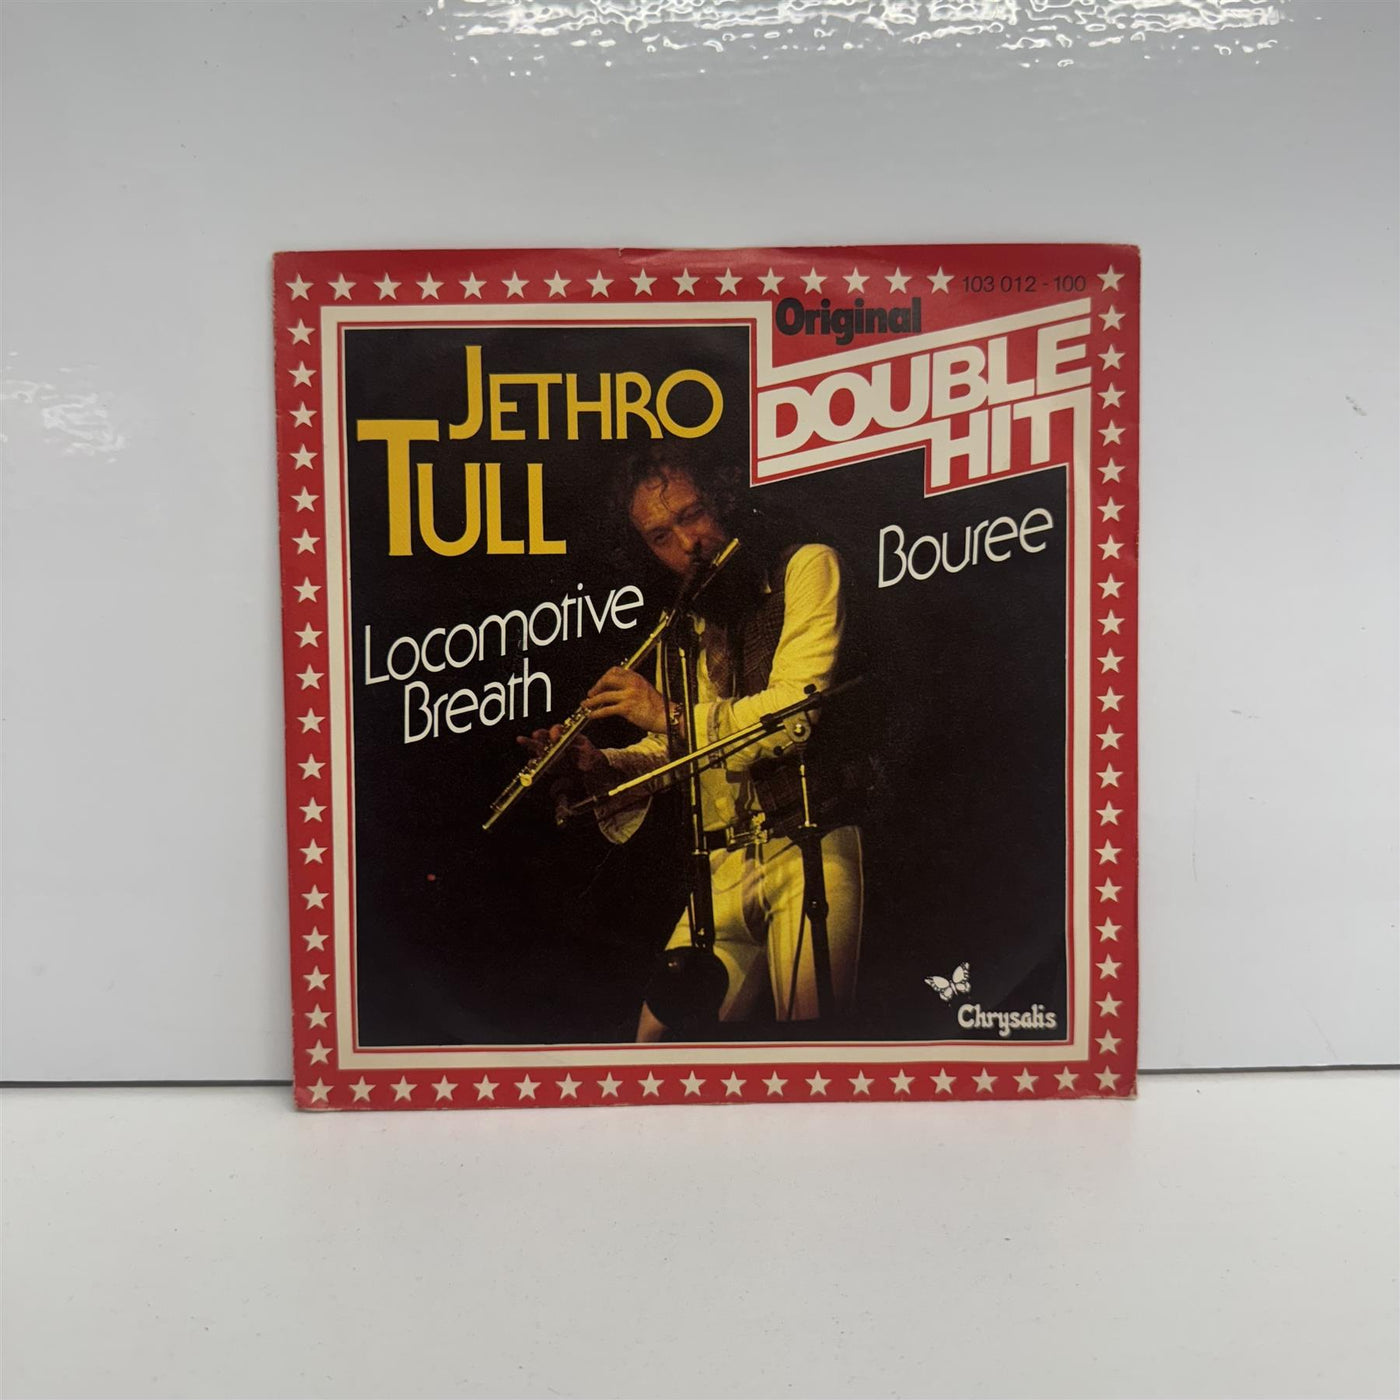 103 012 - 100
Original
DOUBLE
HIT
JETHRO
TULL
Bouree
Locomotive
Breath
Chrysalis